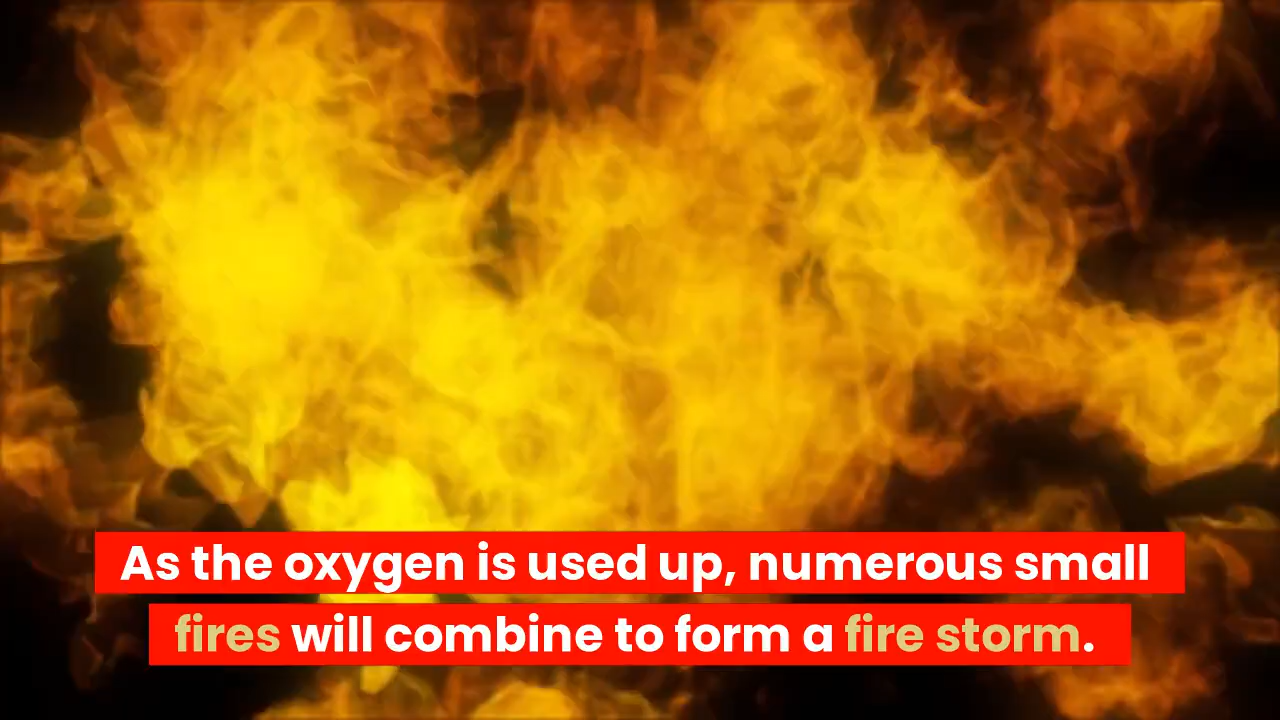 As the oxygen is used up, numerous small
fires will combine to form a fire storm.